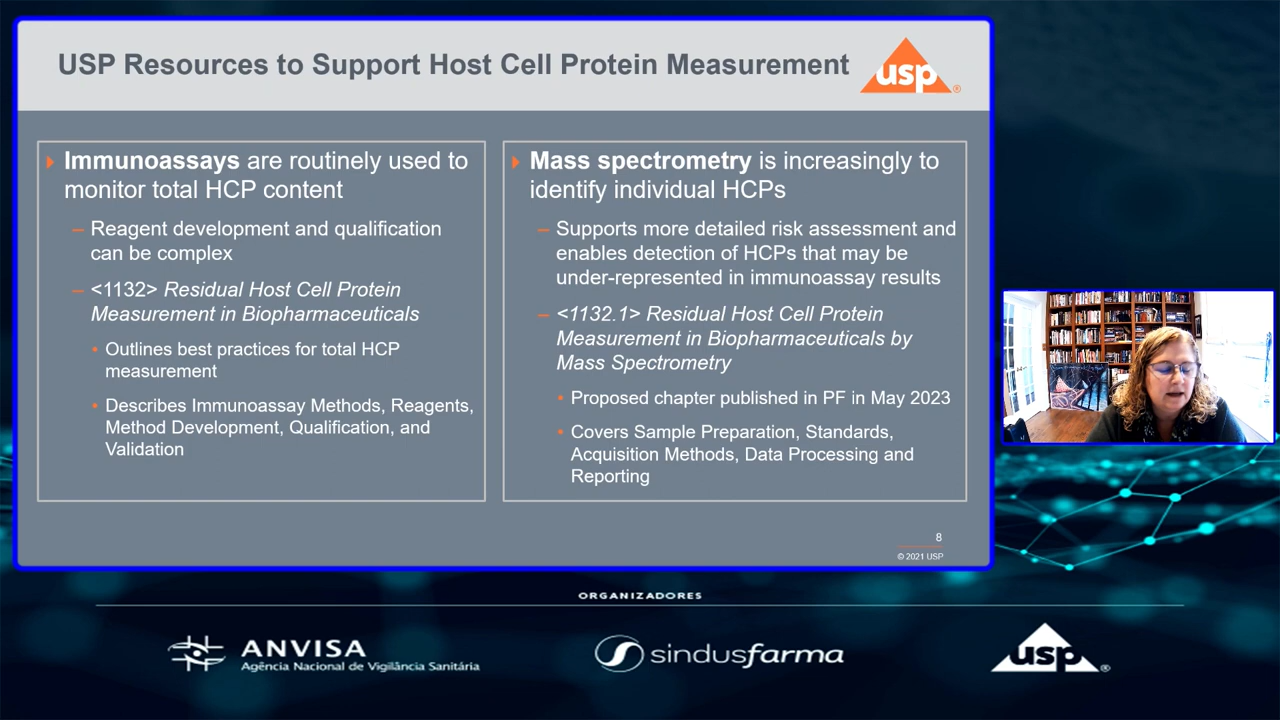 USP Resources to Support Host Cell Protein Measurement
usp®
Immunoassays are routinely used to
monitor total HCP content
– Reagent development and qualification
can be complex
– <1132> Residual Host Cell Protein
Measurement in Biopharmaceuticals
• Outlines best practices for total HCP
measurement
• Describes Immunoassay Methods, Reagents,
Method Development, Qualification, and
Validation
Mass spectrometry is increasingly to
identify individual HCPs
– Supports more detailed risk assessment and
enables detection of HCPs that may be
under-represented in immunoassay results
– <1132.1> Residual Host Cell Protein
Measurement in Biopharmaceuticals by
Mass Spectrometry
• Proposed chapter published in PF in May 2023
• Covers Sample Preparation, Standards,
Acquisition Methods, Data Processing and
Reporting
8
© 2021 USP
ORGANIZADORES
ANVISA
Agência Nacional de Vigilância Sanitária
sindusfarma
usp®